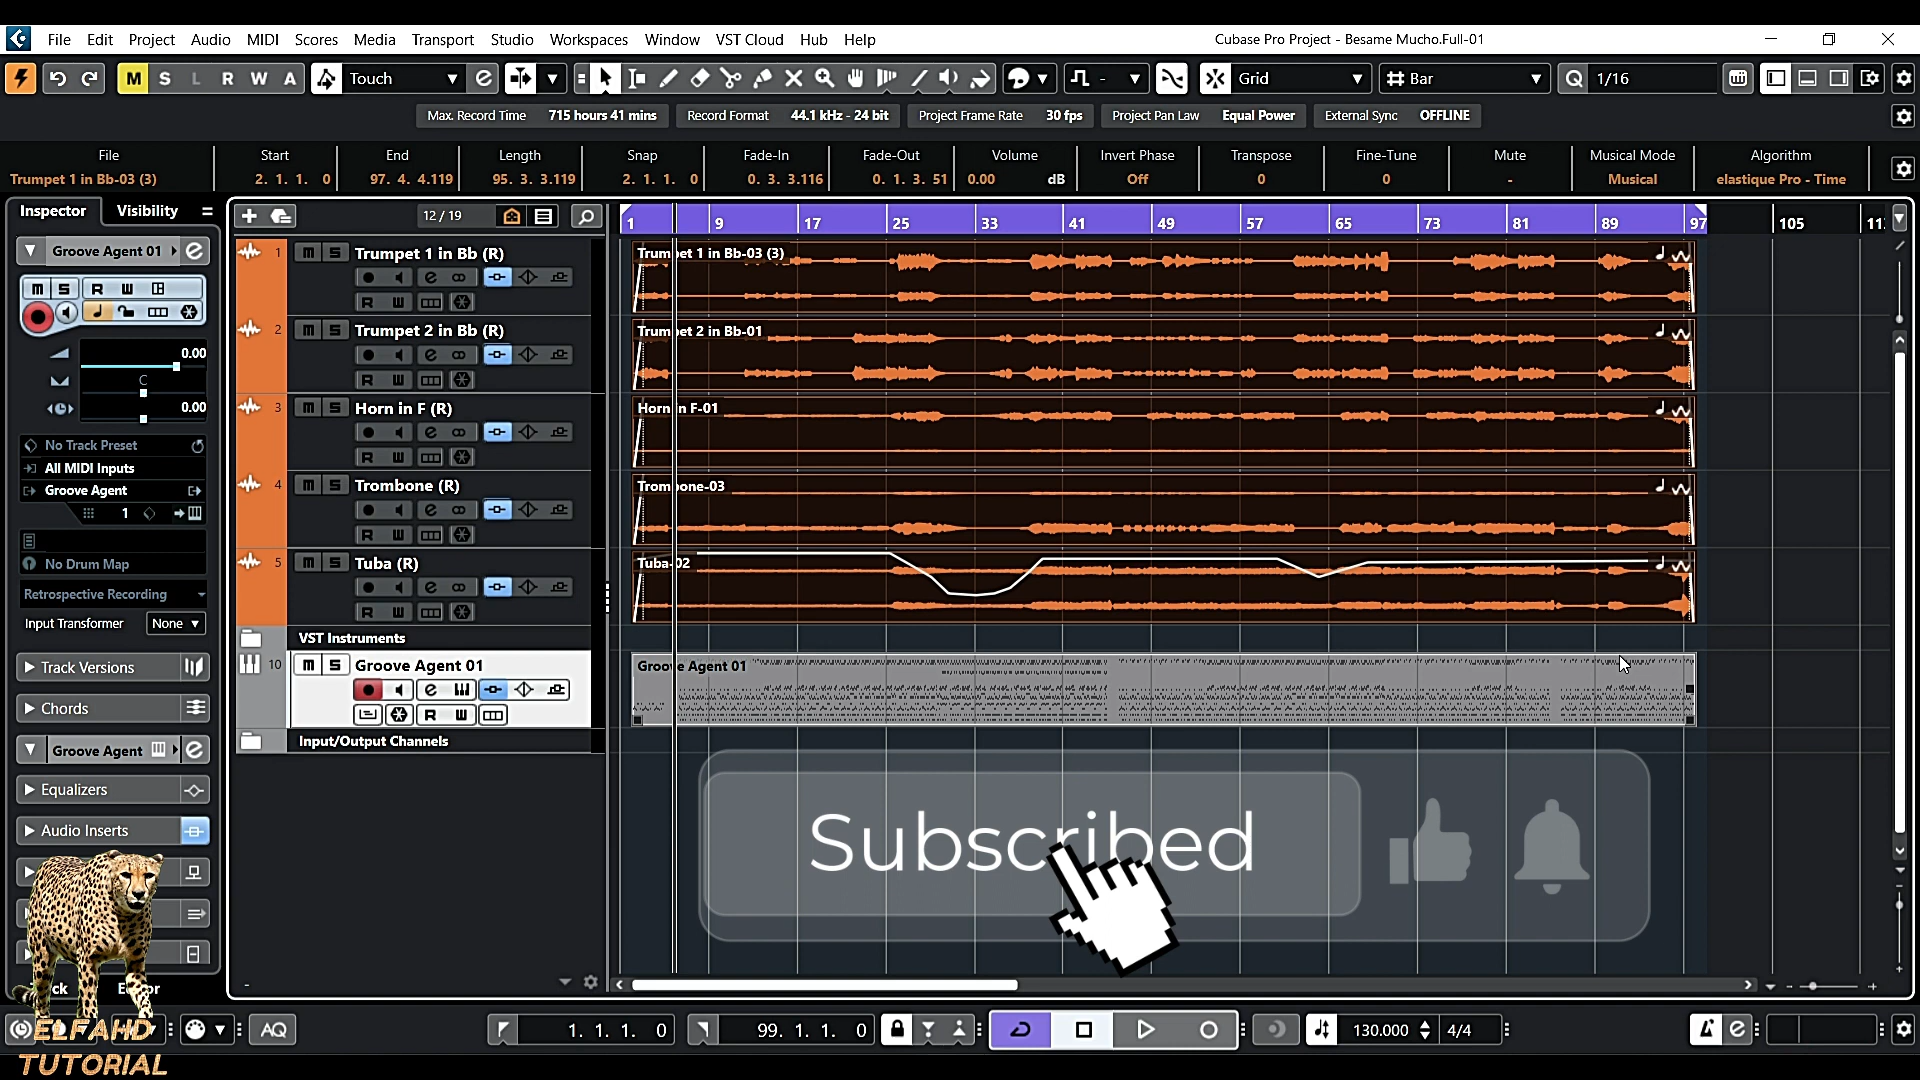 File Edit Project Audio MIDI Scores Media Transport Studio Workspaces Window VST Cloud Hub Help
Cubase Pro Project - Besame Mucho.Full-01
M S L R W A Touch Grid Bar Q 1/16
Max. Record Time 715 hours 41 mins Record Format 44.1 kHz - 24 bit Project Frame Rate 30 fps Project Pan Law Equal Power External Sync OFFLINE
File Start End Length Snap Fade-In Fade-Out Volume Invert Phase Transpose Fine-Tune Mute Musical Mode Algorithm
Trumpet 1 in Bb-03 (3) 2. 1. 1. 0 97. 4. 4.119 95. 3. 3.119 2. 1. 1. 0 0. 3. 3.116 0. 1. 3. 51 0.00 dB Off 0 0 - Musical elastique Pro - Time
Inspector Visibility
12 / 19
1 9 17 25 33 41 49 57 65 73 81 89 97 105
Groove Agent 01
M S R W
0.00
C
0.00
No Track Preset
All MIDI Inputs
Groove Agent
1
No Drum Map
Retrospective Recording
Input Transformer None
Track Versions
Chords
Groove Agent
Equalizers
Audio Inserts
1 M S Trumpet 1 in Bb (R)
R W
2 M S Trumpet 2 in Bb (R)
R W
3 M S Horn in F (R)
R W
4 M S Trombone (R)
R W
5 M S Tuba (R)
R W
VST Instruments
10 M S Groove Agent 01
R W
Input/Output Channels
Trumpet 1 in Bb-03 (3)
Trumpet 2 in Bb-01
Horn in F-01
Trombone-03
Tuba-02
Groove Agent 01
Subscribed
ELFAHD
TUTORIAL
AQ 1. 1. 1. 0 99. 1. 1. 0 130.000 4/4